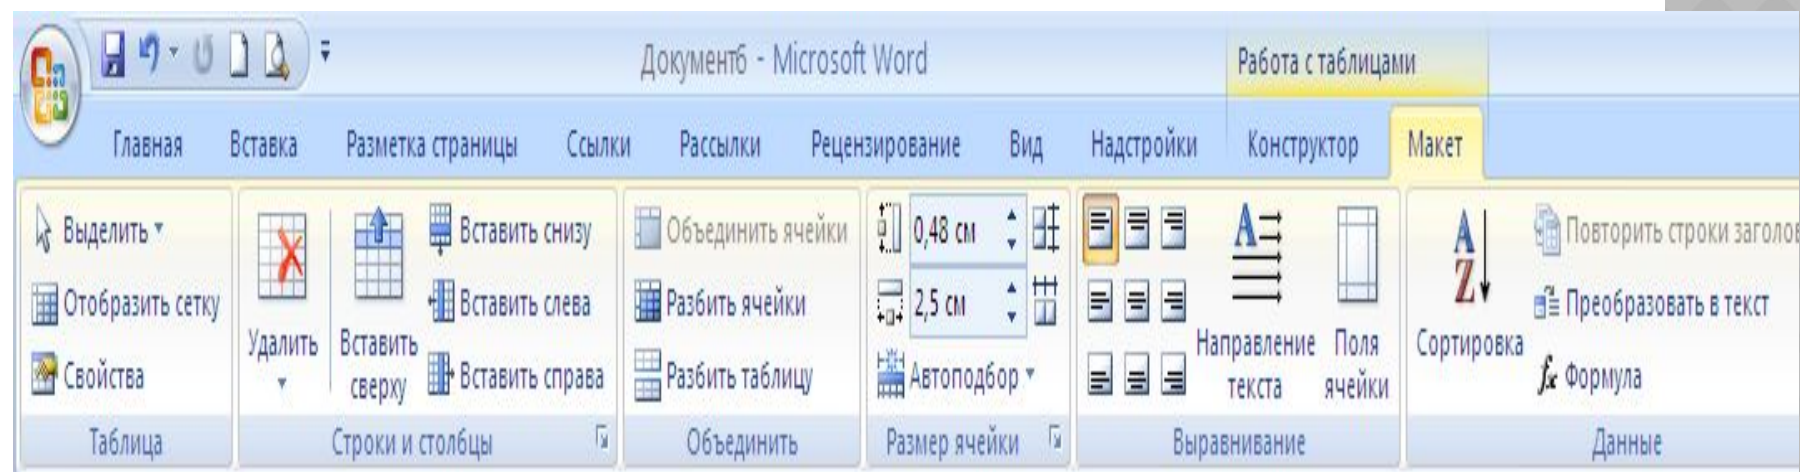 Документ6 - Microsoft Word
Работа с таблицами
Главная Вставка Разметка страницы Ссылки Рассылки Рецензирование Вид Надстройки Конструктор Макет
Выделить
Отобразить сетку
Свойства
Таблица
Удалить
Вставить
сверху
Вставить снизу
Вставить слева
Вставить справа
Строки и столбцы
Объединить ячейки
Разбить ячейки
Разбить таблицу
Объединить
0,48 см
2,5 см
Автоподбор
Размер ячейки
Направление
текста
Поля
ячейки
Выравнивание
Сортировка
Повторить строки заголов
Преобразовать в текст
Формула
Данные